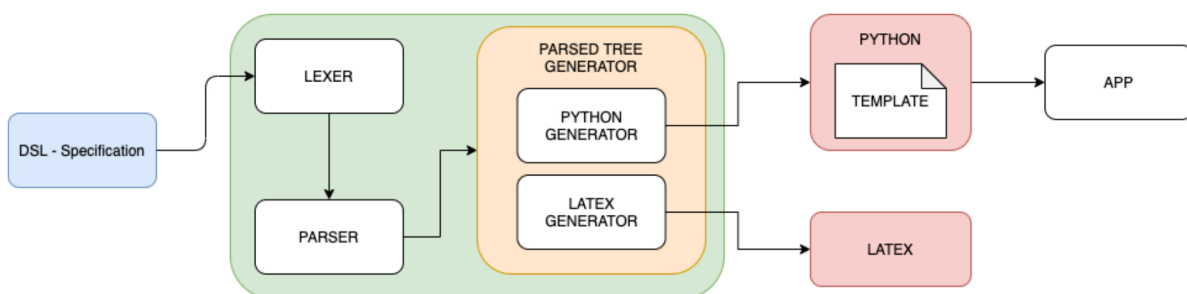 DSL - Specification
LEXER
PARSER
PARSED TREE
GENERATOR
PYTHON
GENERATOR
LATEX
GENERATOR
PYTHON
TEMPLATE
LATEX
APP